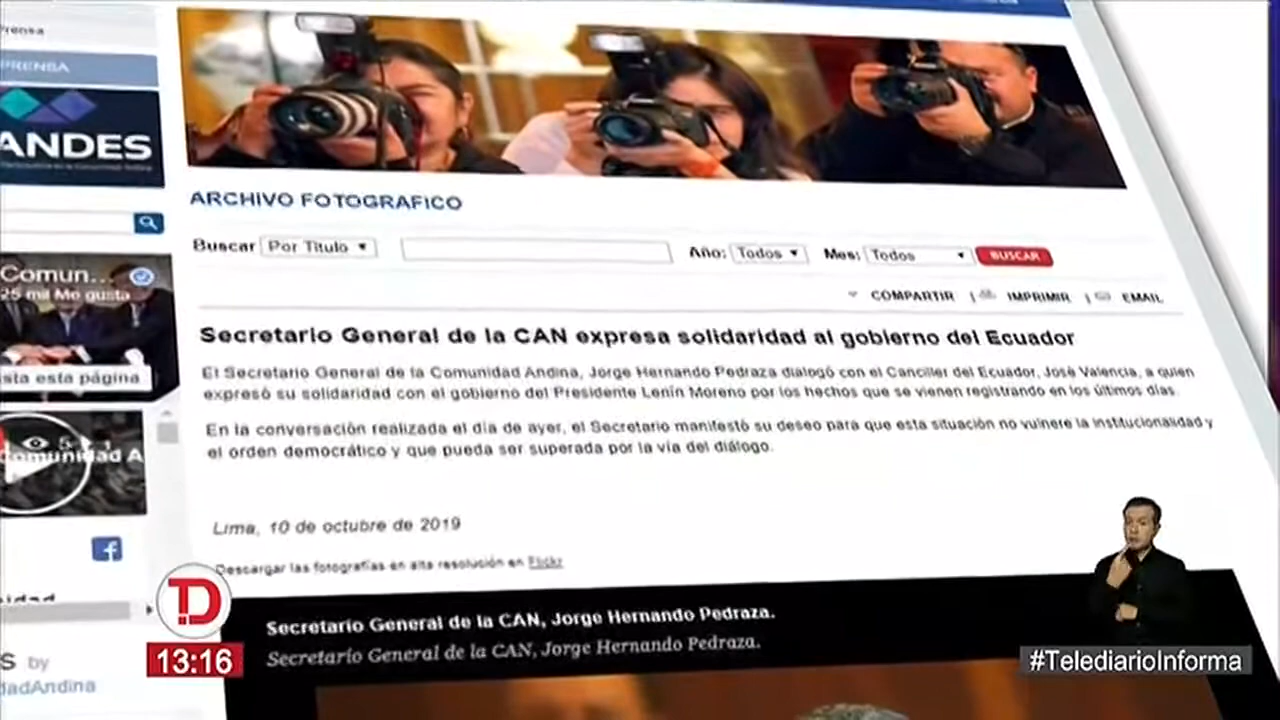 Prensa
PRENSA
ANDES
ARCHIVO FOTOGRAFICO
Buscar Por Titulo Año: Todos Mes: Todos BUSCAR
COMPARTIR | IMPRIMIR | EMAIL
Comun...
25 mil Me gusta
esta página
Secretario General de la CAN expresa solidaridad al gobierno del Ecuador
El Secretario General de la Comunidad Andina, Jorge Hernando Pedraza dialogó con el Canciller del Ecuador, José Valencia, a quien
expresó su solidaridad con el gobierno del Presidente Lenín Moreno por los hechos que se vienen registrando en los últimos días.
En la conversación realizada el día de ayer, el Secretario manifestó su deseo para que esta situación no vulnere la institucionalidad y
el orden democrático y que pueda ser superada por la vía del diálogo.
omunidad A
Lima, 10 de octubre de 2019
Descargar las fotografías en alta resolución en Flickr
Secretario General de la CAN, Jorge Hernando Pedraza.
Secretario General de la CAN, Jorge Hernando Pedraza.
s by
dadAndina
TD
13:16
#TelediarioInforma